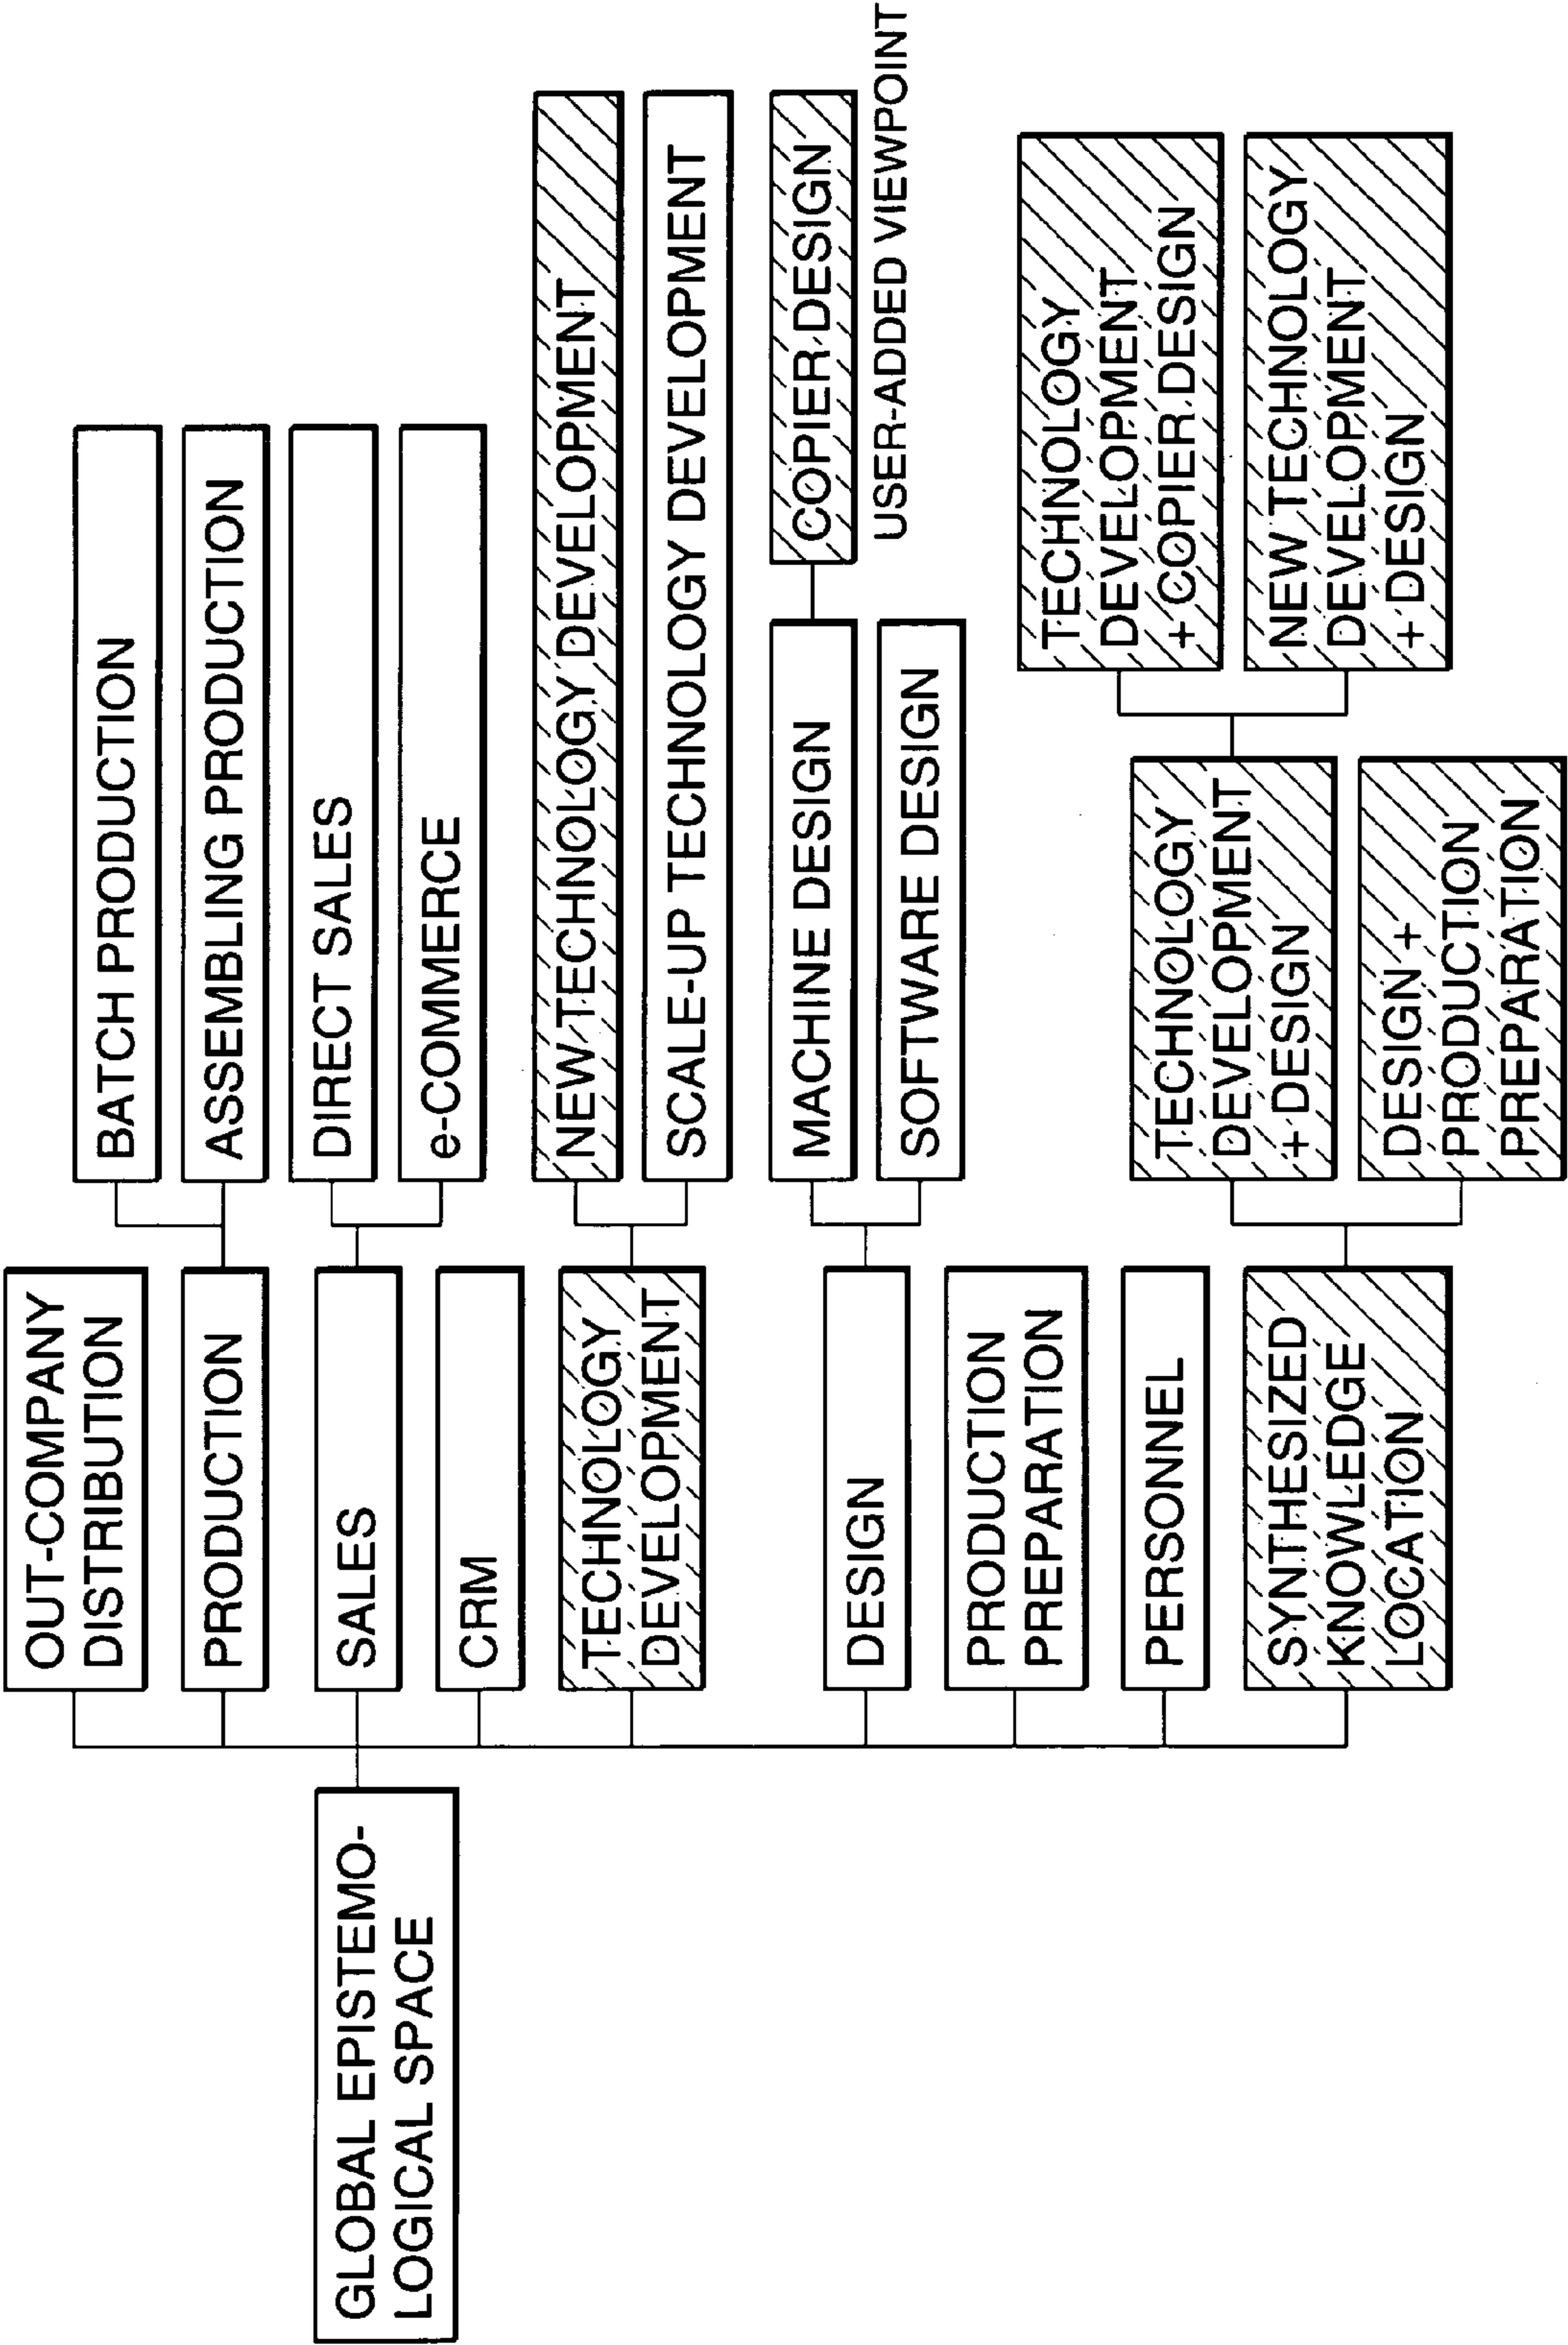 GLOBAL EPISTEMO-
LOGICAL SPACE
OUT-COMPANY
DISTRIBUTION
PRODUCTION
BATCH PRODUCTION
ASSEMBLING PRODUCTION
SALES
DIRECT SALES
e-COMMERCE
CRM
TECHNOLOGY
DEVELOPMENT
NEW TECHNOLOGY DEVELOPMENT
SCALE-UP TECHNOLOGY DEVELOPMENT
DESIGN
MACHINE DESIGN
COPIER DESIGN
USER-ADDED VIEWPOINT
SOFTWARE DESIGN
PRODUCTION
PREPARATION
PERSONNEL
SYNTHESIZED
KNOWLEDGE
LOCATION
TECHNOLOGY
DEVELOPMENT
+ DESIGN
TECHNOLOGY
DEVELOPMENT
+ COPIER DESIGN
NEW TECHNOLOGY
DEVELOPMENT
+ DESIGN
DESIGN +
PRODUCTION
PREPARATION